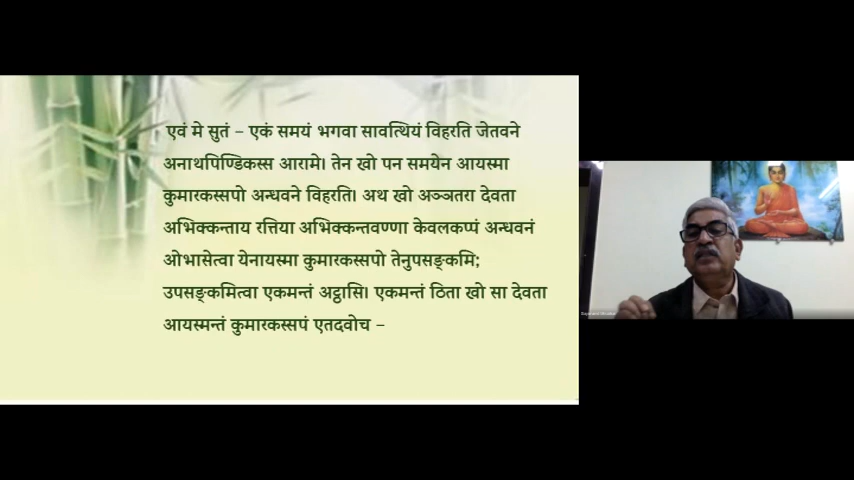 एवं मे सुतं – एकं समयं भगवा सावत्थियं विहरति जेतवने
अनाथपिण्डिकस्स आरामे। तेन खो पन समयेन आयस्मा
कुमारकस्सपो अन्धवने विहरति। अथ खो अञ्ञतरा देवता
अभिक्कन्ताय रत्तिया अभिक्कन्तवण्णा केवलकप्पं अन्धवनं
ओभासेत्वा येनायस्मा कुमारकस्सपो तेनुपसङ्कमि;
उपसङ्कमित्वा एकमन्तं अट्ठासि। एकमन्तं ठिता खो सा देवता
आयस्मन्तं कुमारकस्सपं एतदवोच –